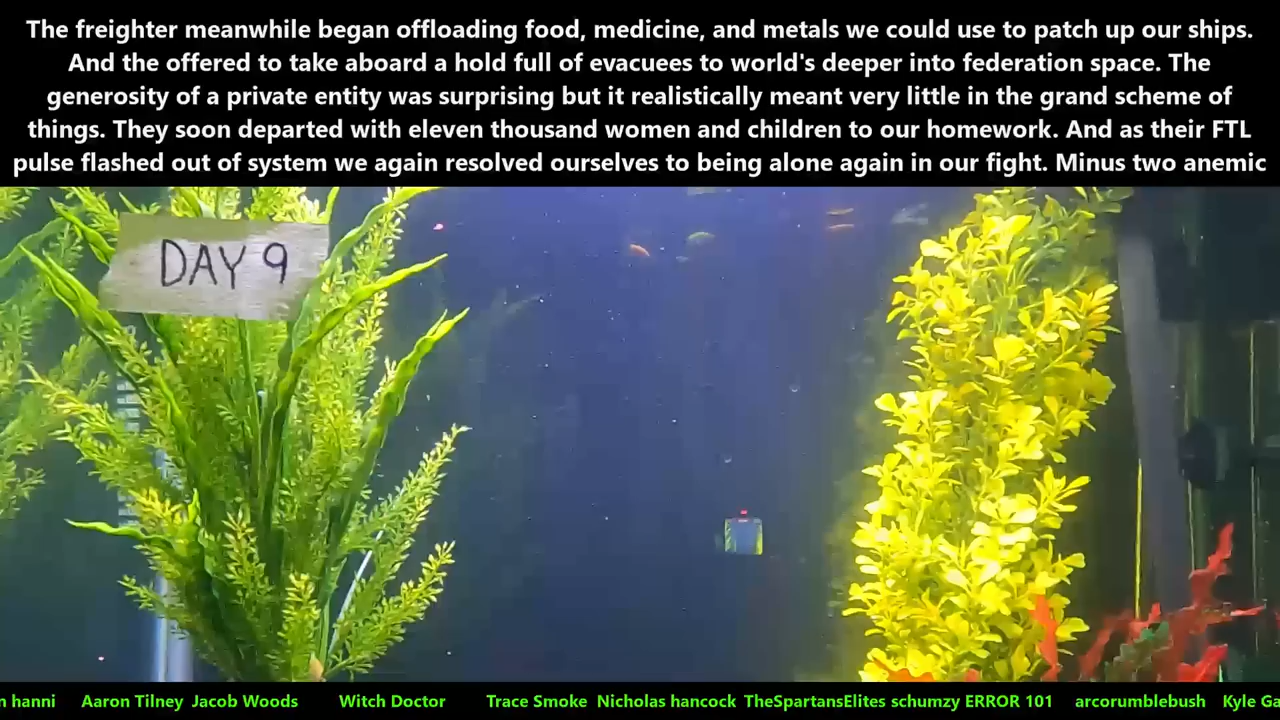 The freighter meanwhile began offloading food, medicine, and metals we could use to patch up our ships.
And the offered to take aboard a hold full of evacuees to world's deeper into federation space. The
generosity of a private entity was surprising but it realistically meant very little in the grand scheme of
things. They soon departed with eleven thousand women and children to our homework. And as their FTL
pulse flashed out of system we again resolved ourselves to being alone again in our fight. Minus two anemic
DAY 9
n hanni Aaron Tilney Jacob Woods Witch Doctor Trace Smoke Nicholas hancock TheSpartansElites schumzy ERROR 101 arcorumblebush Kyle Ga